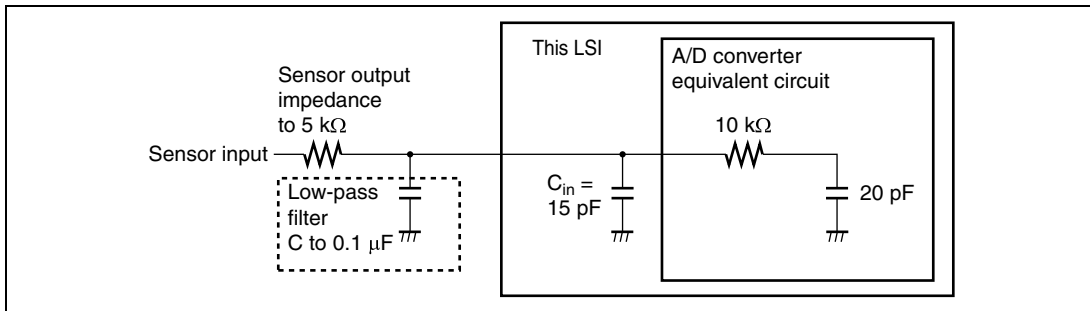 This LSI
A/D converter
equivalent circuit
Sensor output
impedance
to 5 kΩ
10 kΩ
Sensor input
Low-pass
filter
C to 0.1 μF
Cin =
15 pF
20 pF